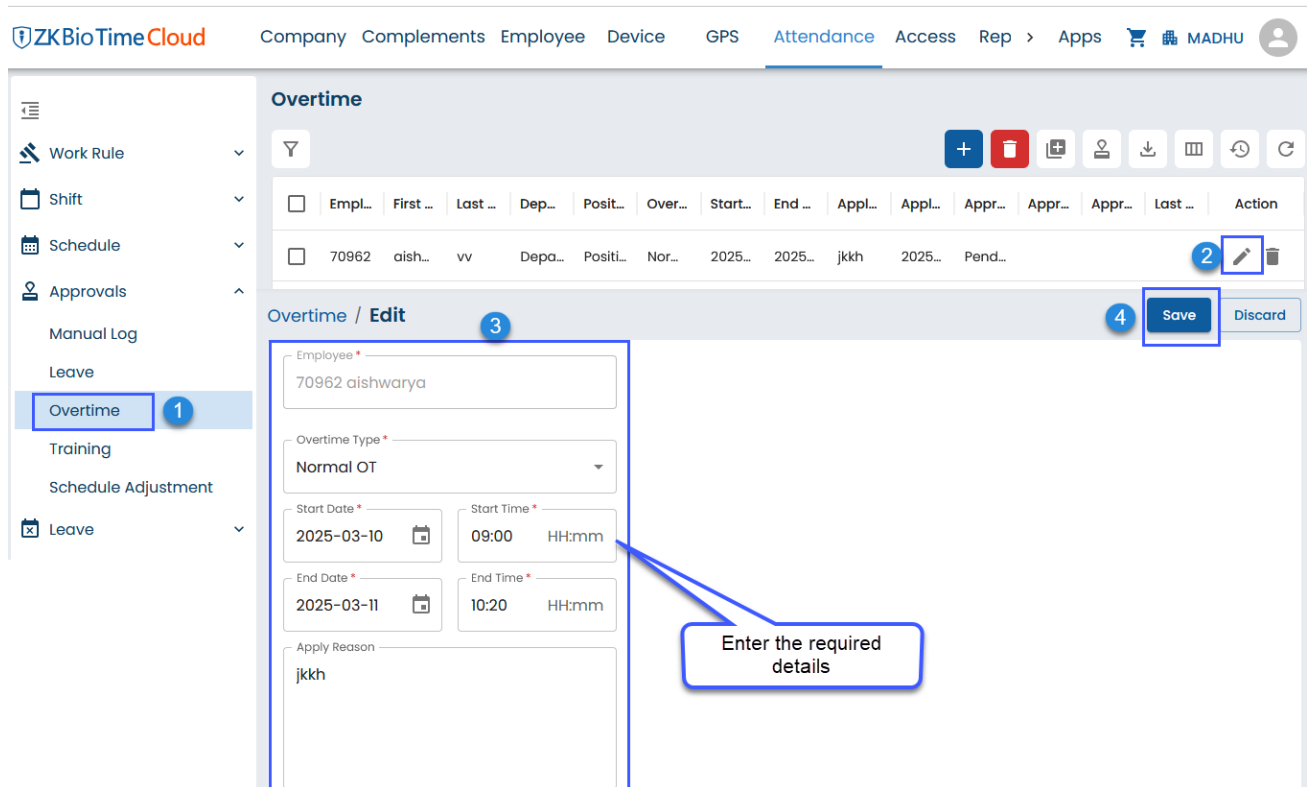 ZKBioTime Cloud Company Complements Employee Device GPS Attendance Access Rep > Apps MADHU
Overtime
Work Rule
Shift
Schedule
Approvals
Manual Log
Leave
Overtime 1
Training
Schedule Adjustment
Leave
Empl... First ... Last ... Dep... Posit... Over... Start... End ... Appl... Appl... Appr... Appr... Appr... Last ... Action
70962 aish... vv Depa... Positi... Nor... 2025... 2025... jkkh 2025... Pend... 2
Overtime / Edit 3 4 Save Discard
Employee *
70962 aishwarya
Overtime Type *
Normal OT
Start Date * Start Time *
2025-03-10 09:00 HH:mm
End Date * End Time *
2025-03-11 10:20 HH:mm
Apply Reason
jkkh
Enter the required
details